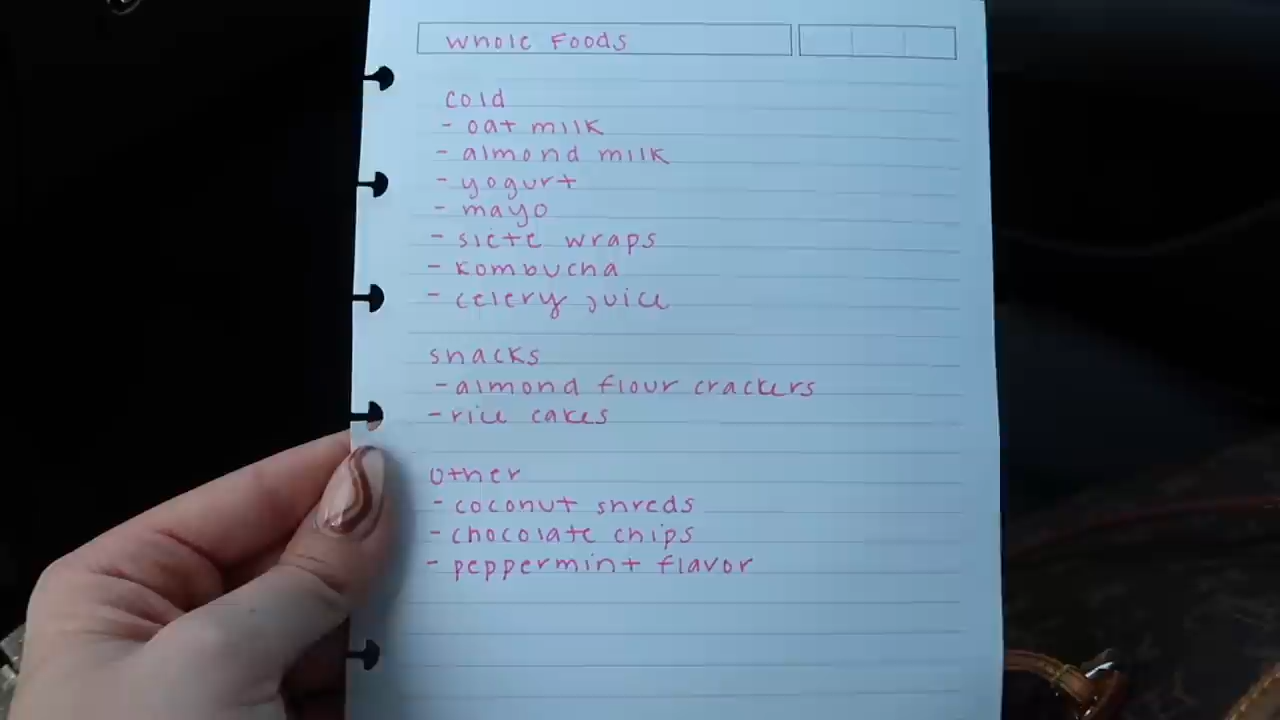 Whole Foods
cold
- oat milk
- almond milk
- yogurt
- mayo
- siete wraps
- kombucha
- celery juice
snacks
- almond flour crackers
- rice cakes
other
- coconut shreds
- chocolate chips
- peppermint flavor